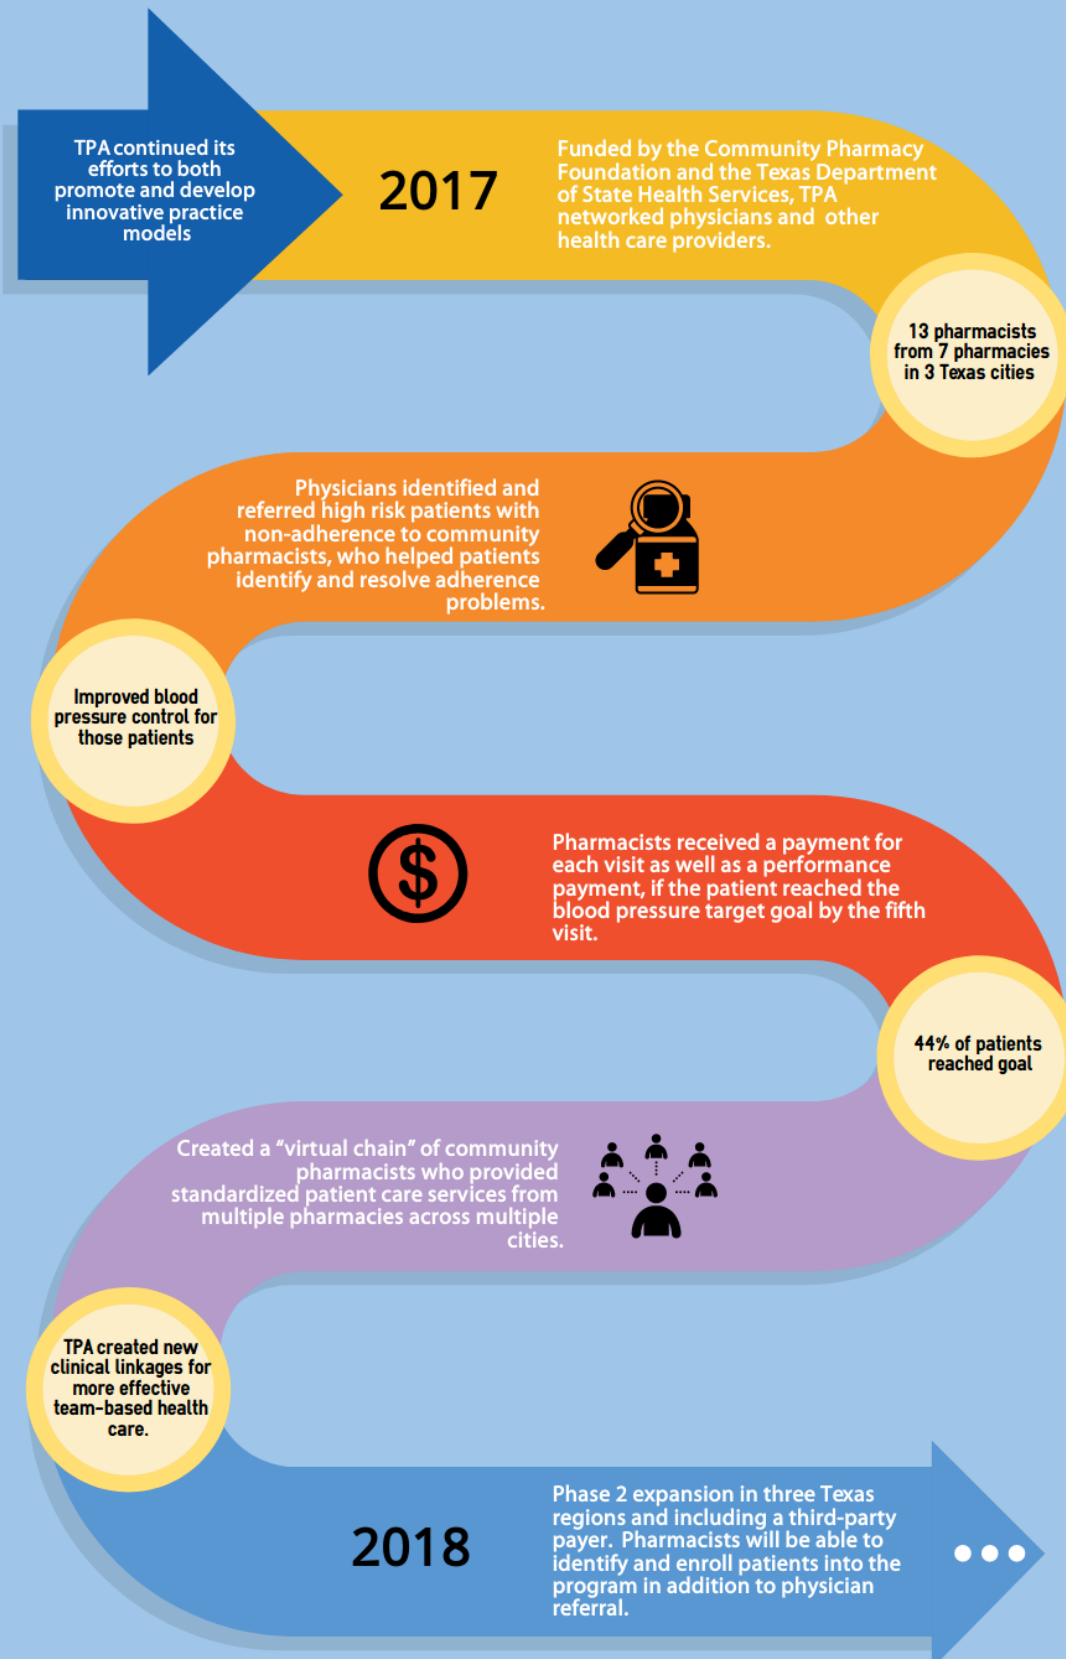 TPA continued its
efforts to both
promote and develop
innovative practice
models
2017
Funded by the Community Pharmacy
Foundation and the Texas Department
of State Health Services, TPA
networked physicians and other
health care providers.
13 pharmacists
from 7 pharmacies
in 3 Texas cities
Physicians identified and
referred high risk patients with
non-adherence to community
pharmacists, who helped patients
identify and resolve adherence
problems.
Improved blood
pressure control for
those patients
$
Pharmacists received a payment for
each visit as well as a performance
payment, if the patient reached the
blood pressure target goal by the fifth
visit.
44% of patients
reached goal
Created a “virtual chain” of community
pharmacists who provided
standardized patient care services from
multiple pharmacies across multiple
cities.
TPA created new
clinical linkages for
more effective
team-based health
care.
2018
Phase 2 expansion in three Texas
regions and including a third-party
payer. Pharmacists will be able to
identify and enroll patients into the
program in addition to physician
referral.